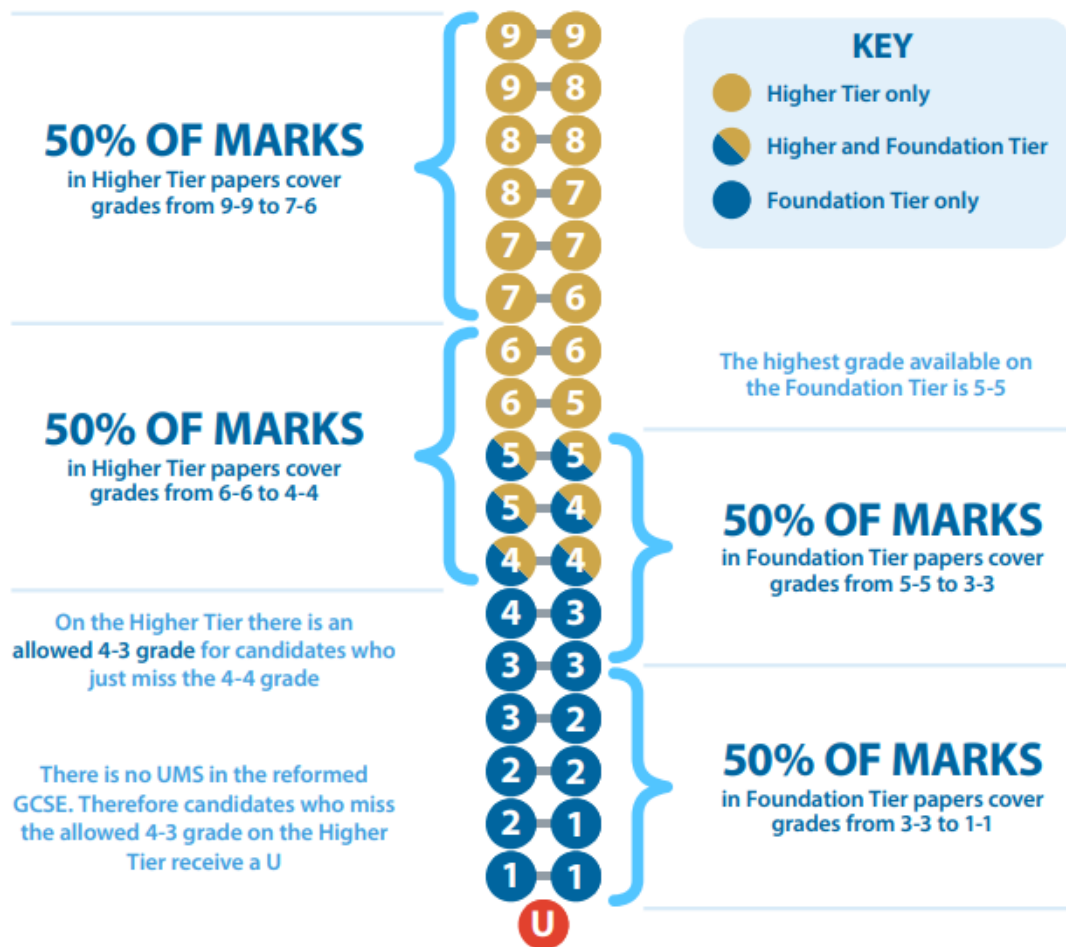 50% OF MARKS
in Higher Tier papers cover
grades from 9-9 to 7-6
50% OF MARKS
in Higher Tier papers cover
grades from 6-6 to 4-4
On the Higher Tier there is an
allowed 4-3 grade for candidates who
just miss the 4-4 grade
There is no UMS in the reformed
GCSE. Therefore candidates who miss
the allowed 4-3 grade on the Higher
Tier receive a U
9 9
9 8
8 8
8 7
7 7
7 6
6 6
6 5
5 5
5 4
4 4
4 3
3 3
3 2
2 2
2 1
1 1
U
KEY
Higher Tier only
Higher and Foundation Tier
Foundation Tier only
The highest grade available on
the Foundation Tier is 5-5
50% OF MARKS
in Foundation Tier papers cover
grades from 5-5 to 3-3
50% OF MARKS
in Foundation Tier papers cover
grades from 3-3 to 1-1